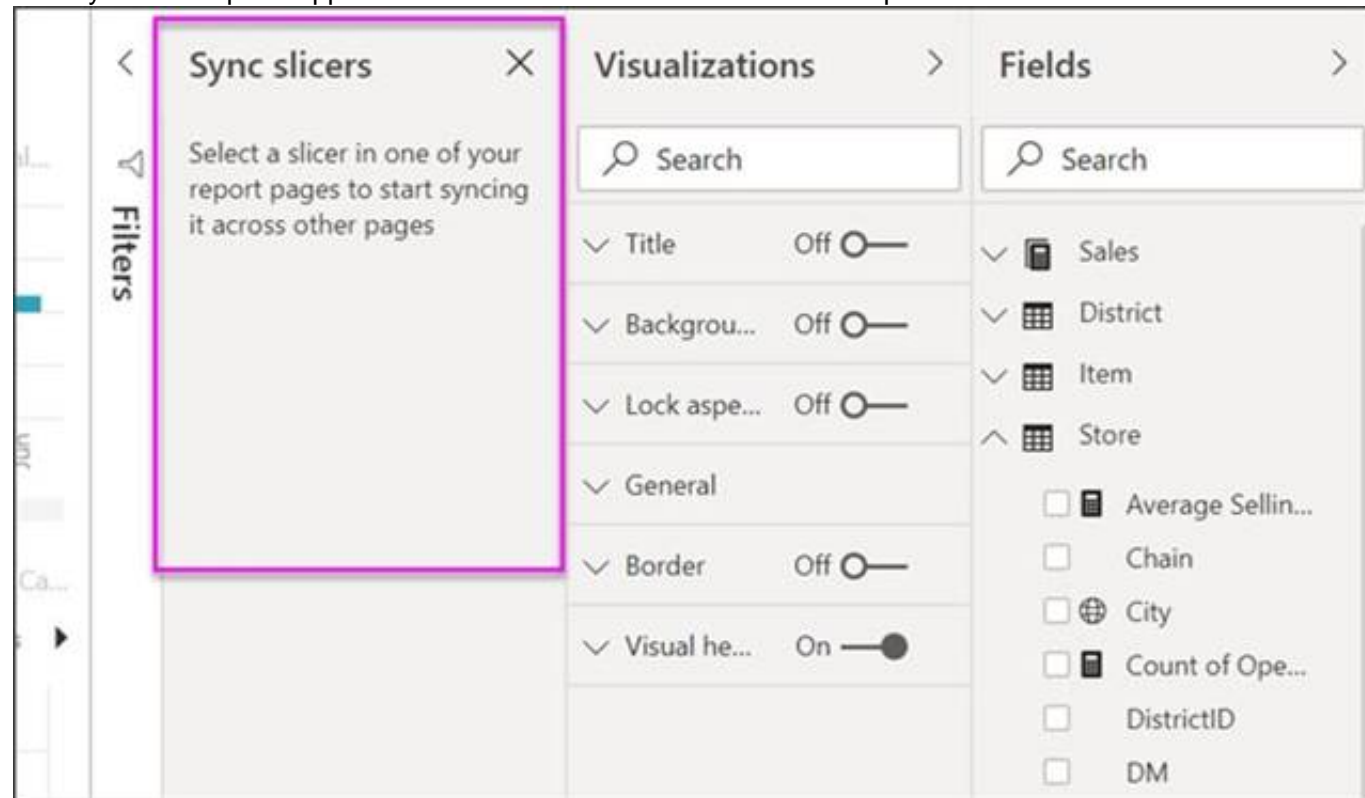 Sync slicers
Select a slicer in one of your
report pages to start syncing
it across other pages
Filters
Visualizations
Search
Title Off
Backgrou... Off
Lock aspe... Off
General
Border Off
Visual he... On
Fields
Search
Sales
District
Item
Store
Average Sellin...
Chain
City
Count of Ope...
DistrictID
DM
Ca...